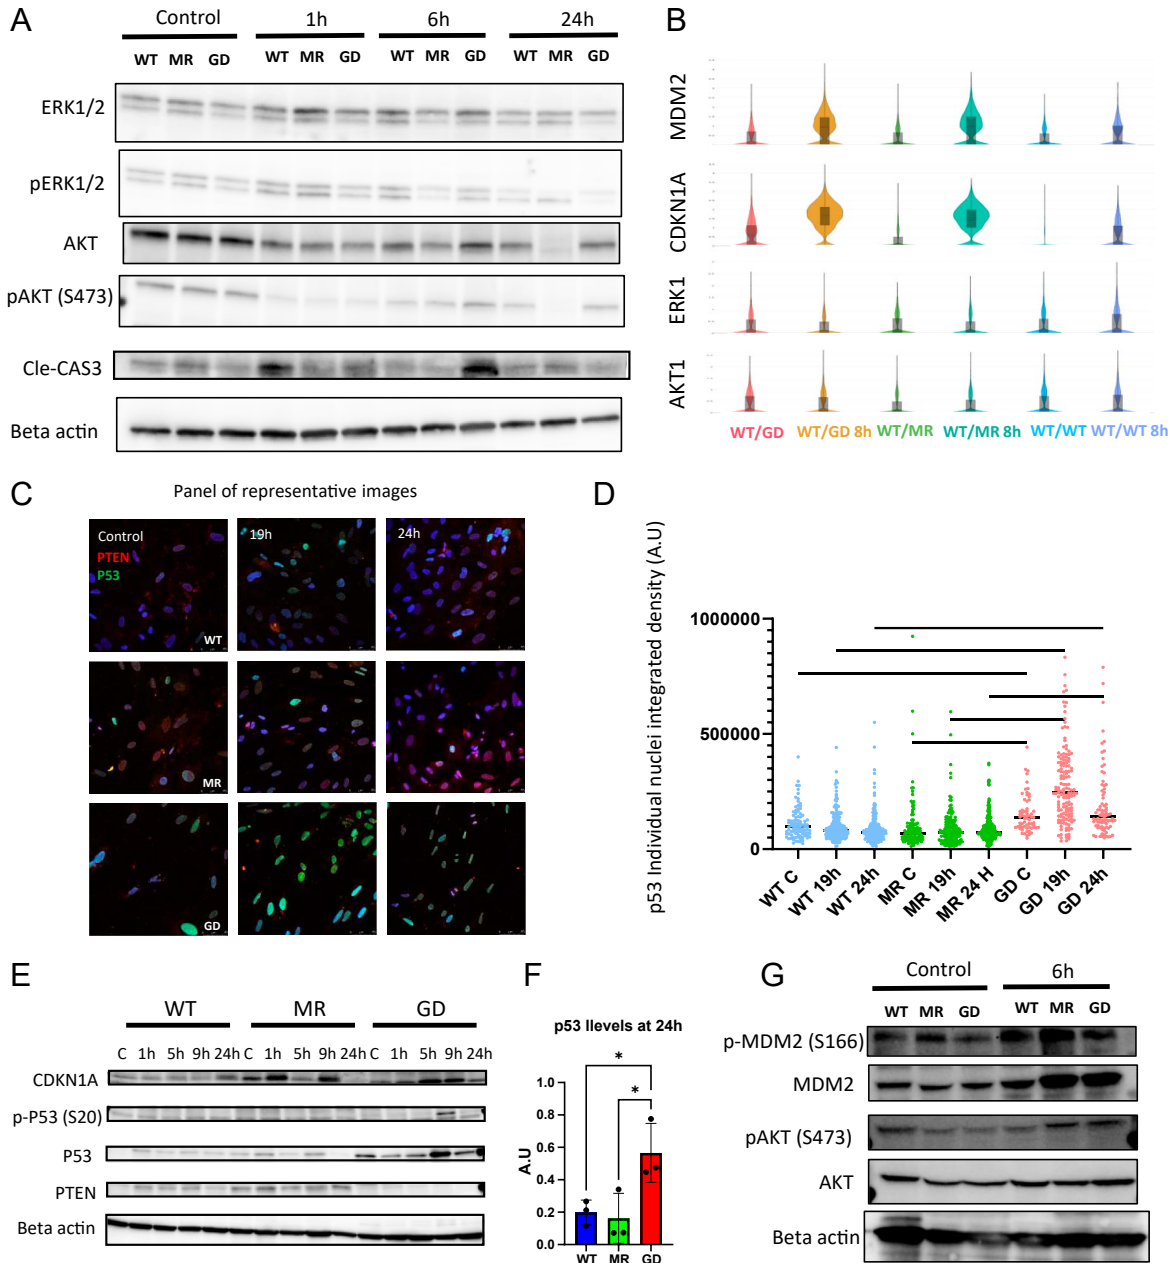 A
Control 1h 6h 24h
WT MR GD WT MR GD WT MR GD WT MR GD
ERK1/2
pERK1/2
AKT
pAKT (S473)
Cle-CAS3
Beta actin
B
MDM2
CDKN1A
ERK1
AKT1
WT/GD WT/GD 8h WT/MR WT/MR 8h WT/WT WT/WT 8h
C
Panel of representative images
Control 19h 24h
PTEN
P53
WT
MR
GD
D
p53 Individual nuclei integrated density (A.U)
1000000
500000
0
WT C WT 19h WT 24h MR C MR 19h MR 24 H GD C GD 19h GD 24h
E
WT MR GD
C 1h 5h 9h 24h C 1h 5h 9h 24h C 1h 5h 9h 24h
CDKN1A
p-P53 (S20)
P53
PTEN
Beta actin
F
p53 llevels at 24h
*
*
A.U
1.0
0.8
0.6
0.4
0.2
0.0
WT MR GD
G
Control 6h
WT MR GD WT MR GD
p-MDM2 (S166)
MDM2
pAKT (S473)
AKT
Beta actin